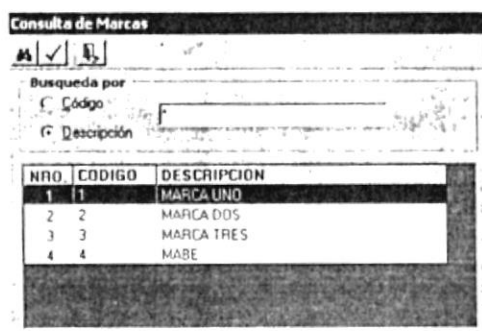 Consulta de Marcas
Busqueda por
Código
Descripción
NRO. CODIGO DESCRIPCION
1 1 MARCA UNO
2 2 MARCA DOS
3 3 MARCA TRES
4 4 MABE